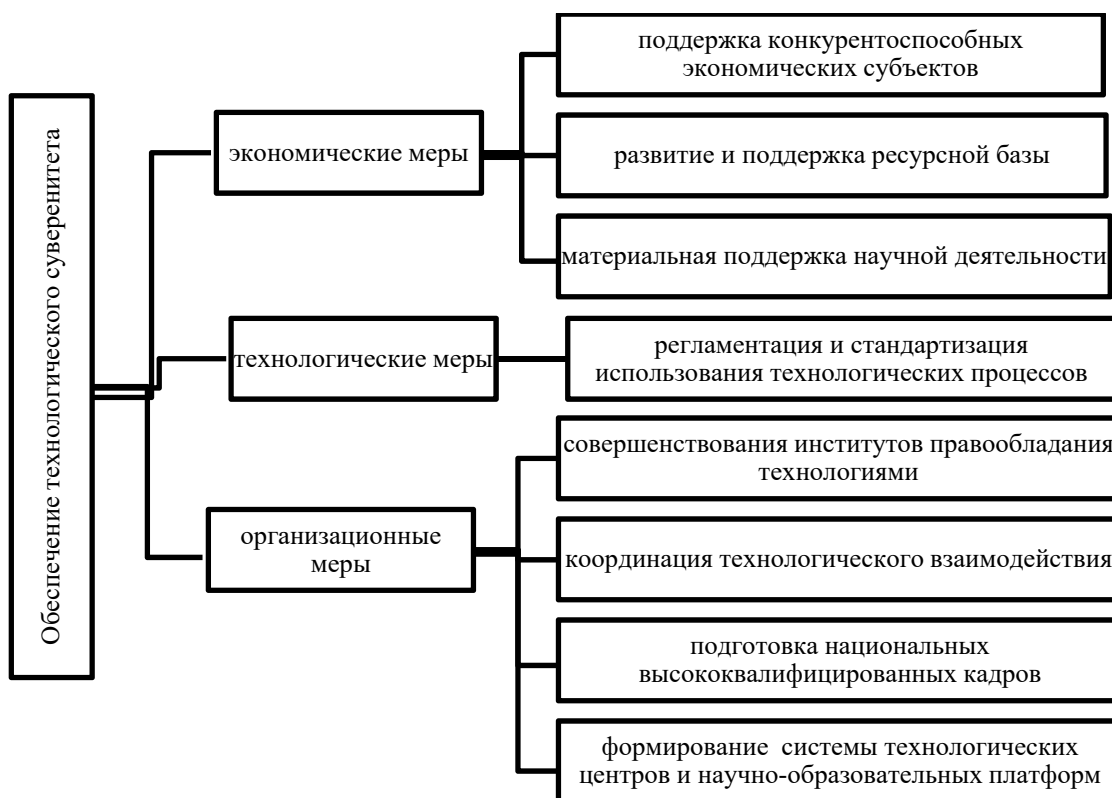 Обеспечение технологического суверенитета
экономические меры
поддержка конкурентоспособных
экономических субъектов
развитие и поддержка ресурсной базы
материальная поддержка научной деятельности
технологические меры
регламентация и стандартизация
использования технологических процессов
организационные
меры
совершенствования институтов правообладания
технологиями
координация технологического взаимодействия
подготовка национальных
высококвалифицированных кадров
формирование системы технологических
центров и научно-образовательных платформ